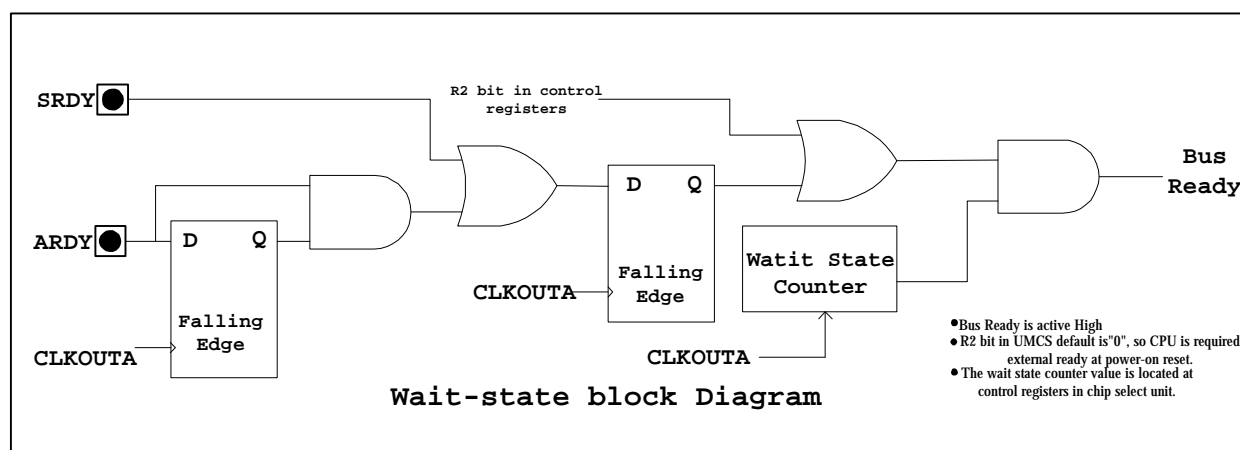 SRDY
R2 bit in control
registers
Bus
Ready
D Q
ARDY
D Q
Falling
Edge
CLKOUTA
Watit State
Counter
Falling
Edge
CLKOUTA
CLKOUTA
Wait-state block Diagram
●Bus Ready is active High
● R2 bit in UMCS default is"0", so CPU is required
external ready at power-on reset.
● The wait state counter value is located at
control registers in chip select unit.